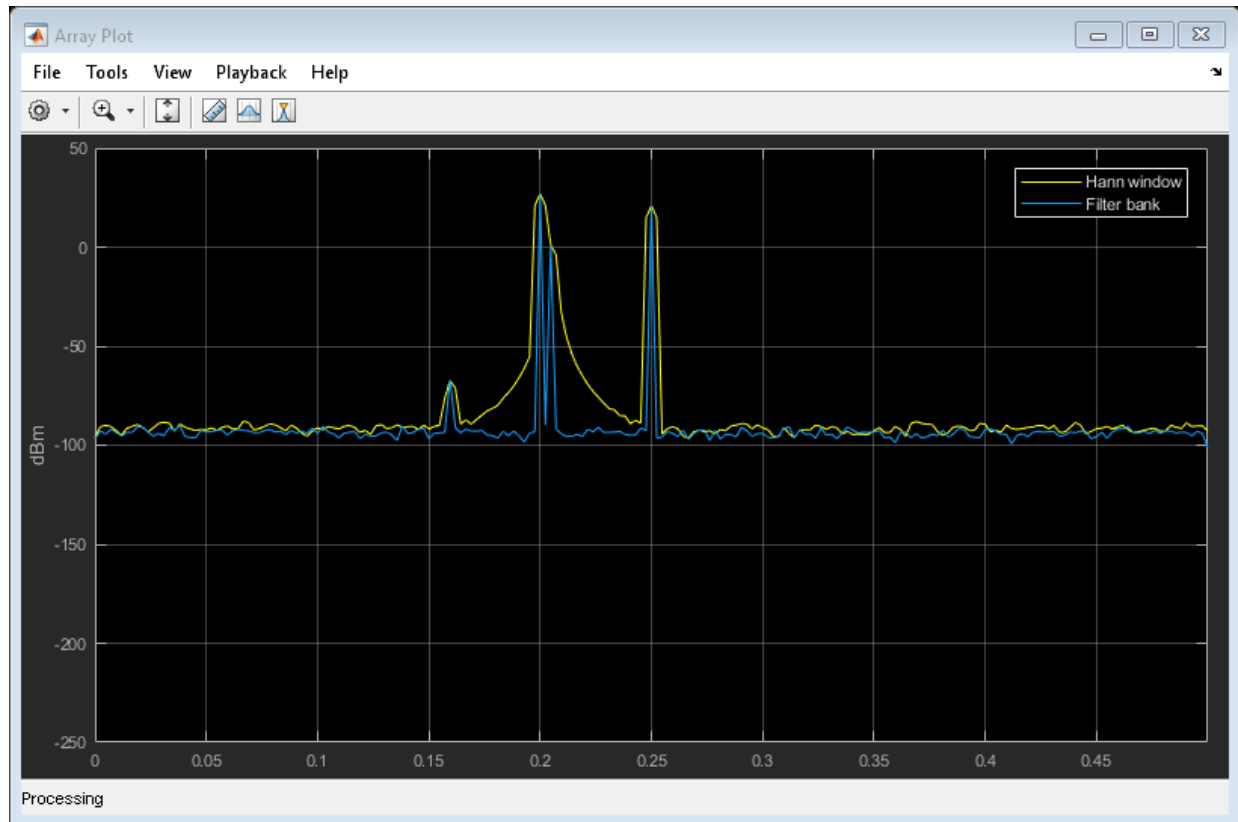 Array Plot
File Tools View Playback Help
50
0
-50
-100
-150
-200
-250
dBm
Hann window
Filter bank
0 0.05 0.1 0.15 0.2 0.25 0.3 0.35 0.4 0.45
Processing